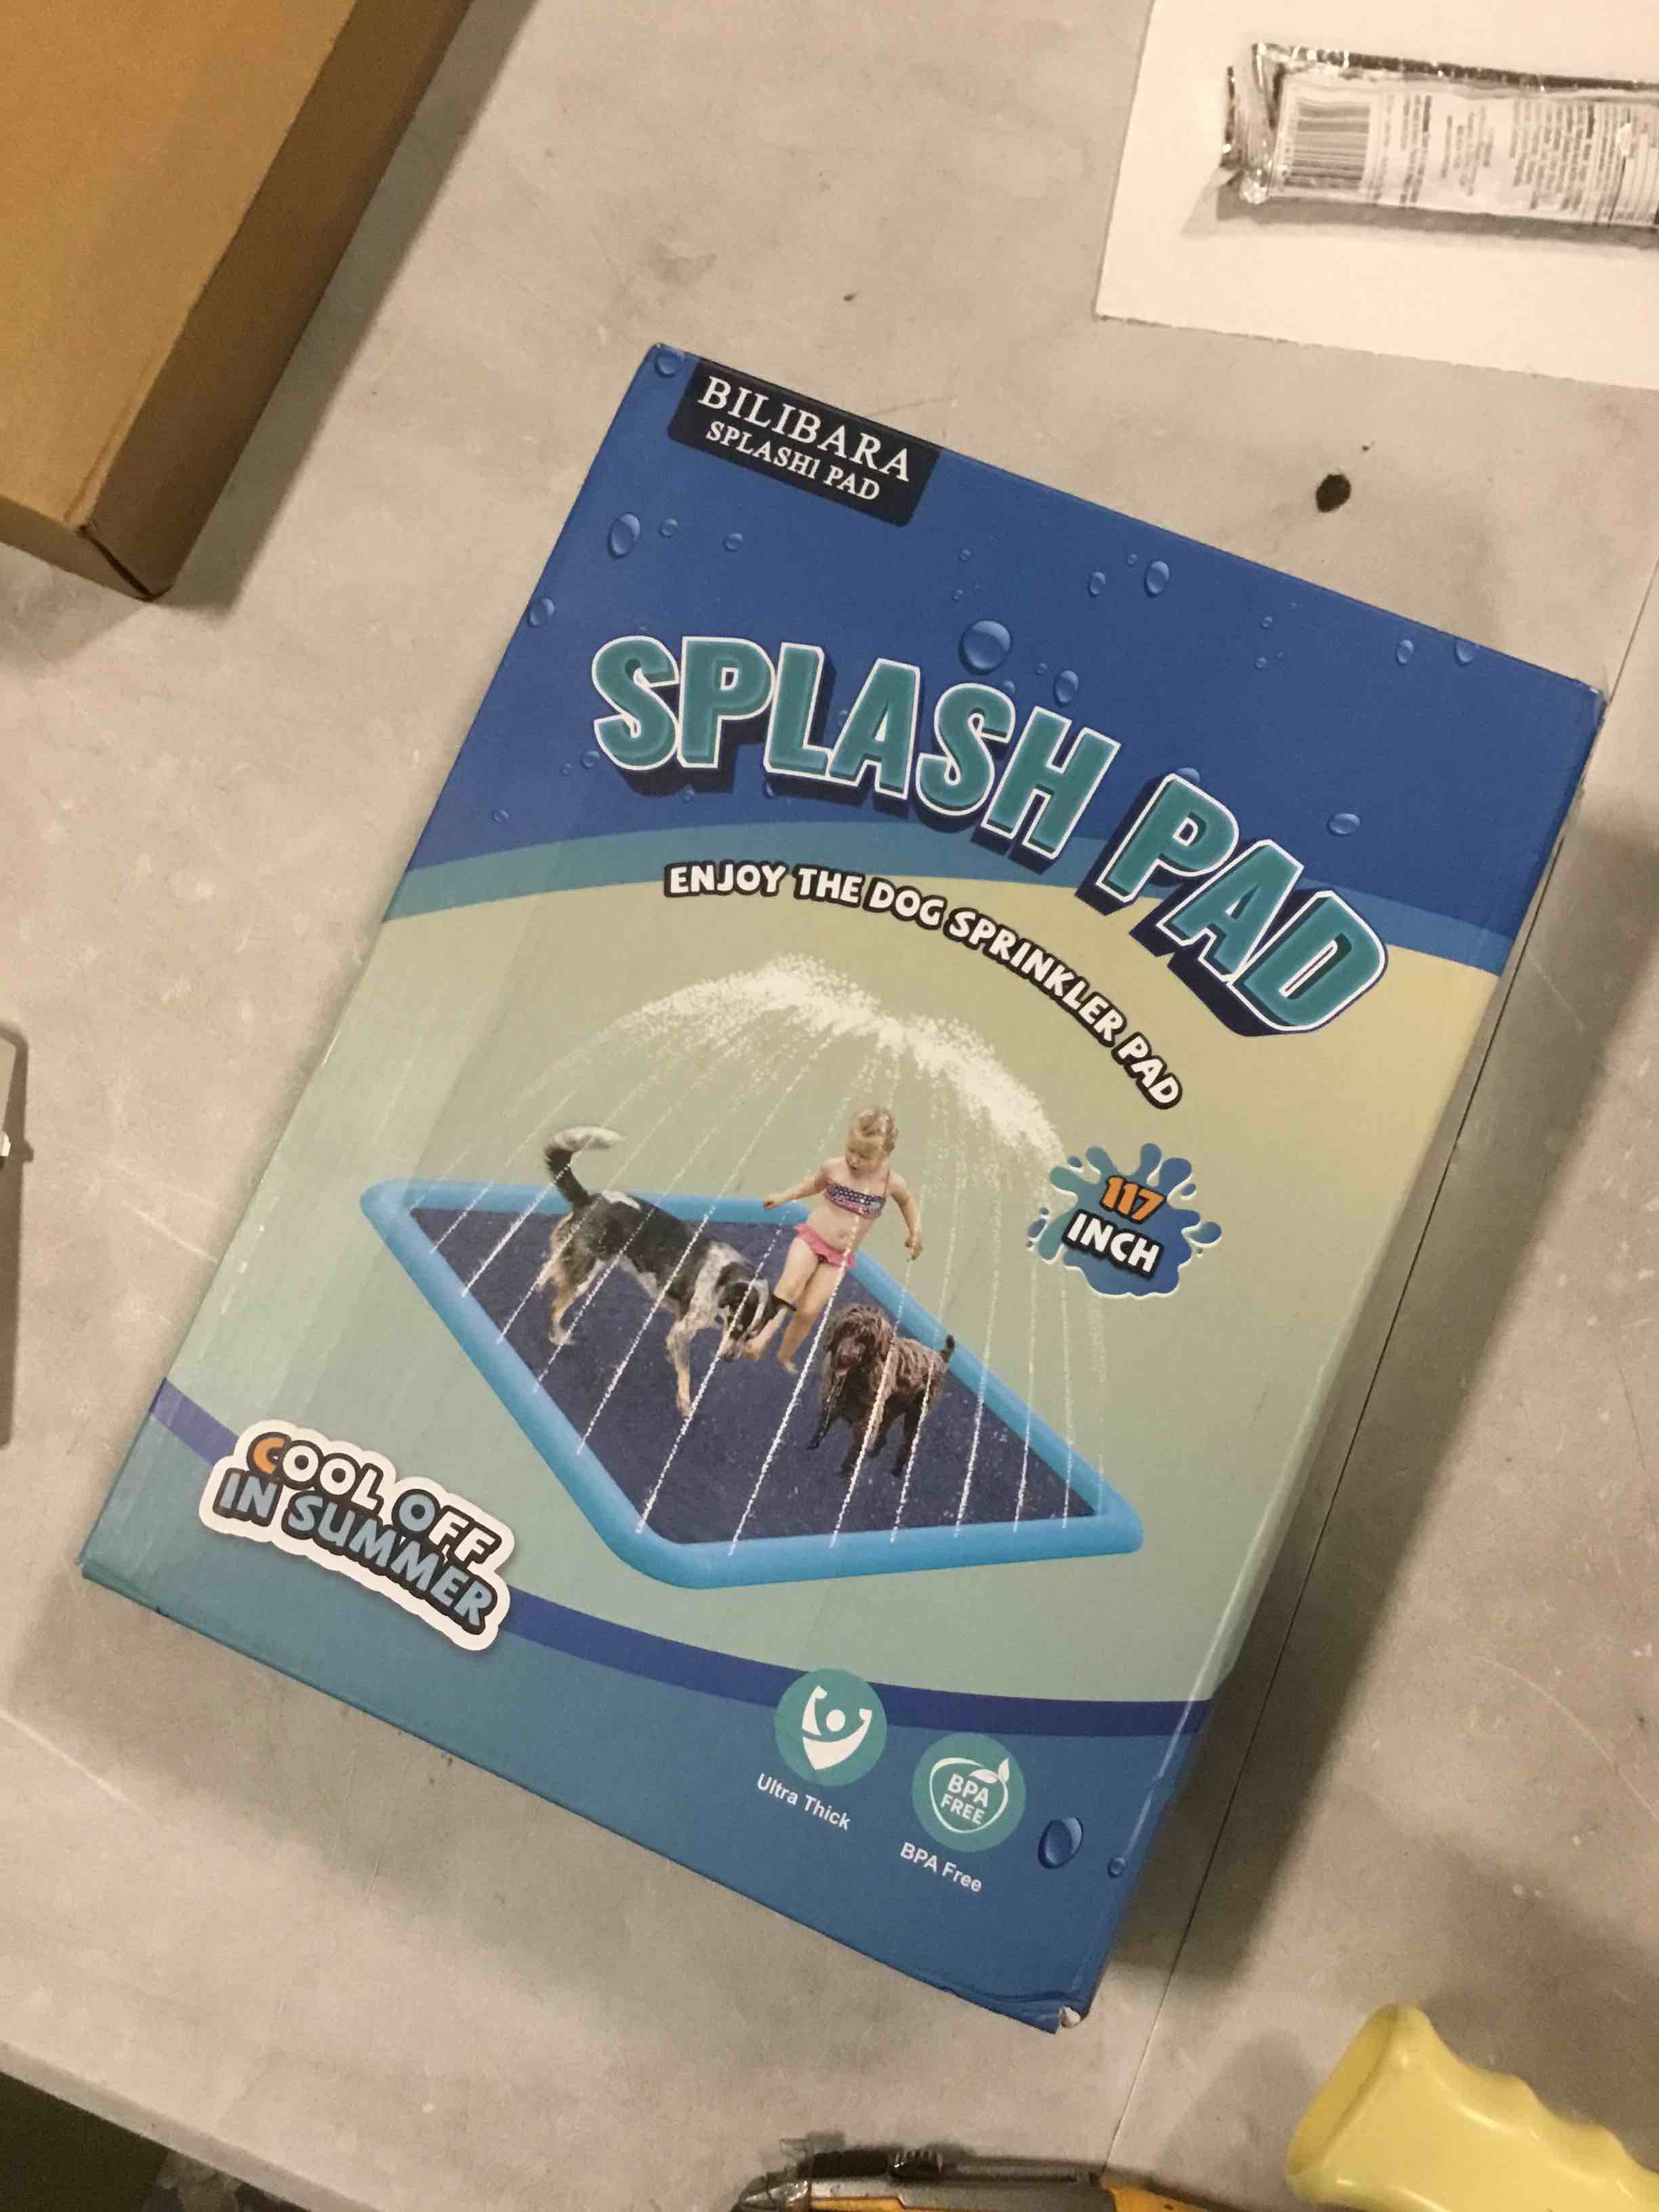 BILIBARA
SPLASH1 PAD
SPLASH PAD
ENJOY THE DOG SPRINKLER PAD
117
INCH
COOL OFF
IN SUMMER
BPA
FREE
Ultra Thick
BPA Free